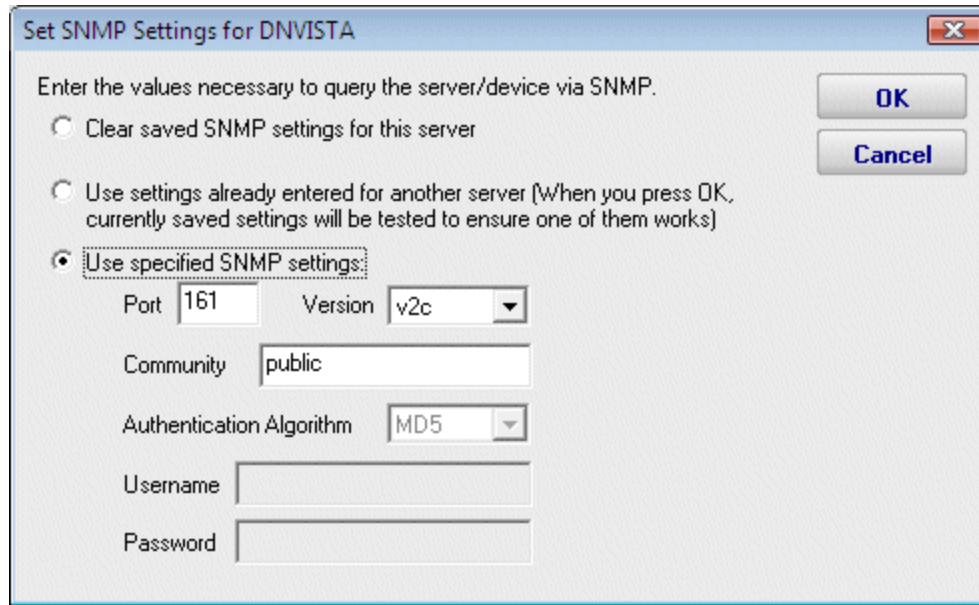 Set SNMP Settings for DNVISTA
Enter the values necessary to query the server/device via SNMP.
OK
Clear saved SNMP settings for this server
Cancel
Use settings already entered for another server (When you press OK,
currently saved settings will be tested to ensure one of them works)
Use specified SNMP settings:
Port 161 Version v2c
Community public
Authentication Algorithm MD5
Username
Password